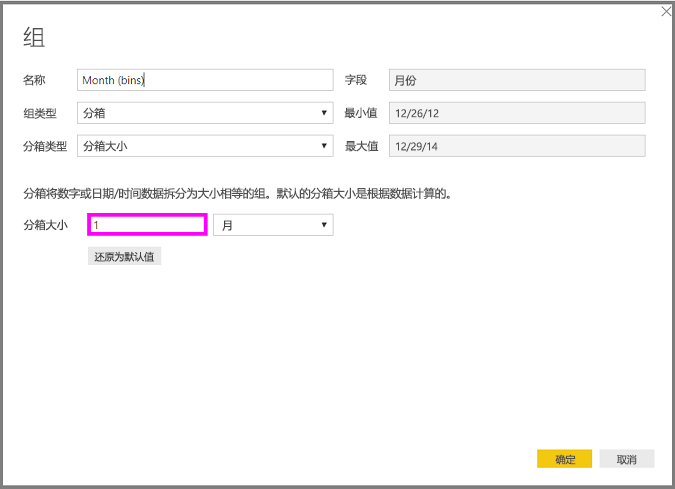 组
名称 Month (bins) 字段 月份
组类型 分箱 最小值 12/26/12
分箱类型 分箱大小 最大值 12/29/14
分箱将数字或日期/时间数据拆分为大小相等的组。默认的分箱大小是根据数据计算的。
分箱大小 1 月
还原为默认值
确定 取消